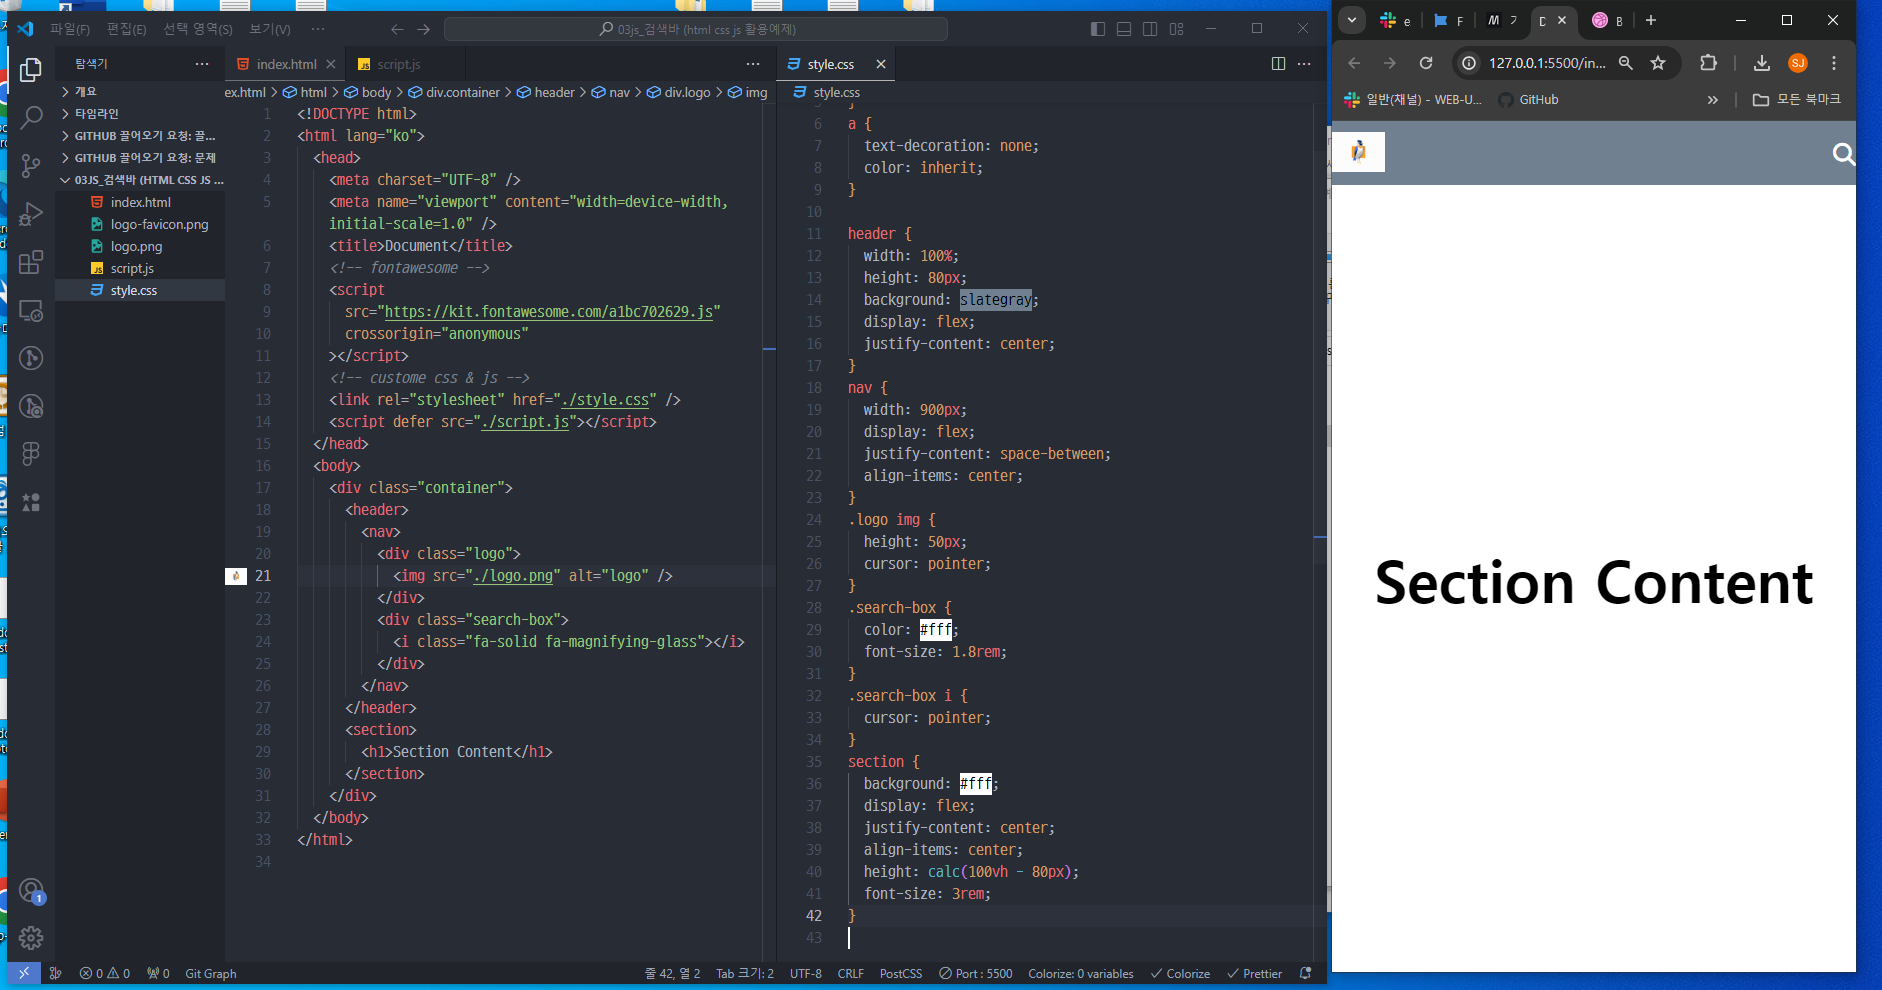 파일(F) 편집(E) 선택 영역(S) 보기(V) ···
03js_검색바 (html css js 활용예제)
탐색기
개요
타임라인
GITHUB 끌어오기 요청: 끌...
GITHUB 끌어오기 요청: 문제
03JS_검색바 (HTML CSS JS ...
index.html
logo-favicon.png
logo.png
script.js
style.css
index.html
script.js
ex.html > html > body > div.container > header > nav > div.logo > img
1 <!DOCTYPE html>
2 <html lang="ko">
3 <head>
4 <meta charset="UTF-8" />
5 <meta name="viewport" content="width=device-width,
initial-scale=1.0" />
6 <title>Document</title>
7 <!-- fontawesome -->
8 <script
9 src="https://kit.fontawesome.com/a1bc702629.js"
10 crossorigin="anonymous"
11 ></script>
12 <!-- custome css & js -->
13 <link rel="stylesheet" href="./style.css" />
14 <script defer src="./script.js"></script>
15 </head>
16 <body>
17 <div class="container">
18 <header>
19 <nav>
20 <div class="logo">
21 <img src="./logo.png" alt="logo" />
22 </div>
23 <div class="search-box">
24 <i class="fa-solid fa-magnifying-glass"></i>
25 </div>
26 </nav>
27 </header>
28 <section>
29 <h1>Section Content</h1>
30 </section>
31 </div>
32 </body>
33 </html>
34
style.css
style.css
6 a {
7 text-decoration: none;
8 color: inherit;
9 }
10
11 header {
12 width: 100%;
13 height: 80px;
14 background: slategray;
15 display: flex;
16 justify-content: center;
17 }
18 nav {
19 width: 900px;
20 display: flex;
21 justify-content: space-between;
22 align-items: center;
23 }
24 .logo img {
25 height: 50px;
26 cursor: pointer;
27 }
28 .search-box {
29 color: #fff;
30 font-size: 1.8rem;
31 }
32 .search-box i {
33 cursor: pointer;
34 }
35 section {
36 background: #fff;
37 display: flex;
38 justify-content: center;
39 align-items: center;
40 height: calc(100vh - 80px);
41 font-size: 3rem;
42 }
43
1
0 0 0 Git Graph
줄 42, 열 2 Tab 크기: 2 UTF-8 CRLF PostCSS Port : 5500 Colorize: 0 variables Colorize Prettier
e F D B
127.0.0.1:5500/in...
SJ
일반(채널) - WEB-U... GitHub » 모든 북마크
Section Content